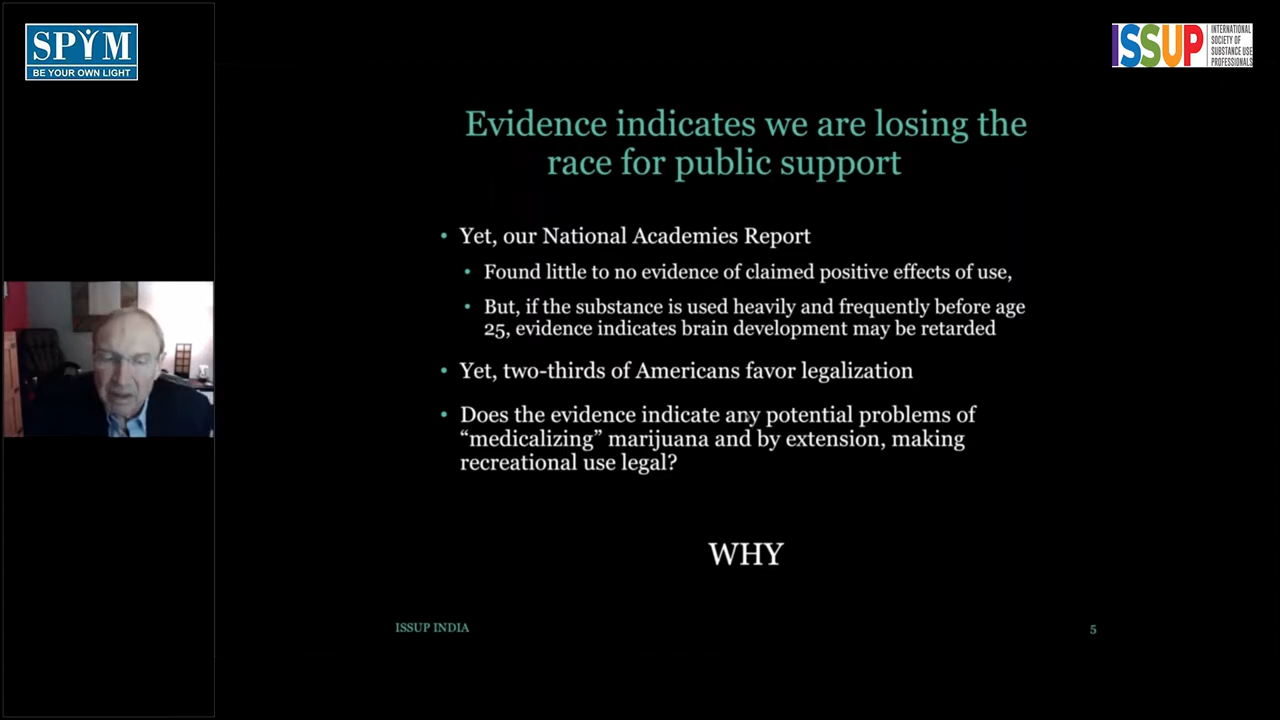 SPYM
BE YOUR OWN LIGHT
ISSUP
INTERNATIONAL
SOCIETY OF
SUBSTANCE USE
PROFESSIONALS
Evidence indicates we are losing the
race for public support
• Yet, our National Academies Report
• Found little to no evidence of claimed positive effects of use,
• But, if the substance is used heavily and frequently before age
25, evidence indicates brain development may be retarded
• Yet, two-thirds of Americans favor legalization
• Does the evidence indicate any potential problems of
“medicalizing” marijuana and by extension, making
recreational use legal?
WHY
ISSUP INDIA
5